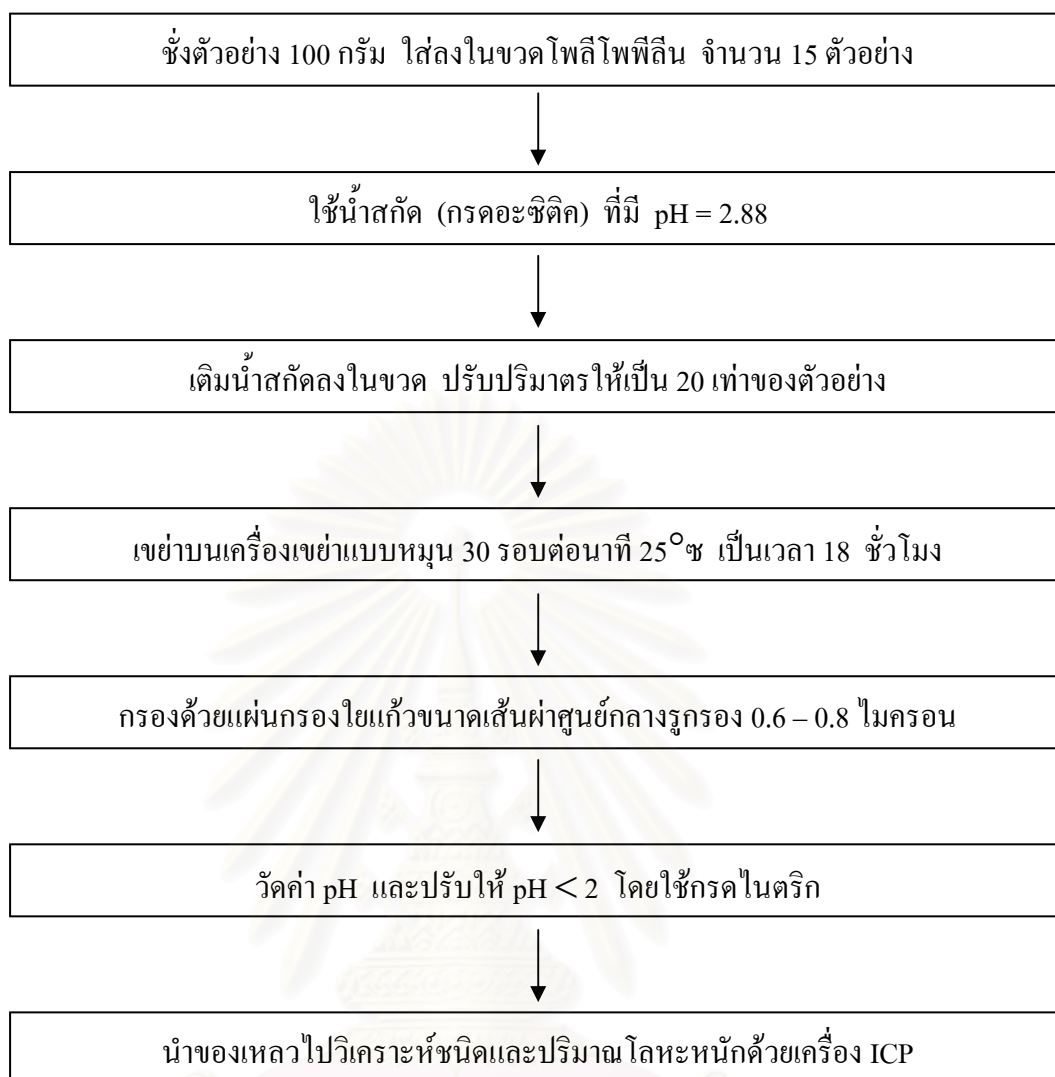 ชั่งตัวอย่าง 100 กรัม ใส่ลงในขวดโพลีโพพีลีน จำนวน 15 ตัวอย่าง
ใช้น้ำสกัด (กรดอะซิติค) ที่มี pH = 2.88
เติมน้ำสกัดลงในขวด ปรับปริมาตรให้เป็น 20 เท่าของตัวอย่าง
เขย่าบนเครื่องเขย่าแบบหมุน 30 รอบต่อนาที 25°ซ เป็นเวลา 18 ชั่วโมง
กรองด้วยแผ่นกรองใยแก้วขนาดเส้นผ่าศูนย์กลางรูกรอง 0.6 – 0.8 ไมครอน
วัดค่า pH และปรับให้ pH < 2 โดยใช้กรดไนตริก
นำของเหลวไปวิเคราะห์ชนิดและปริมาณโลหะหนักด้วยเครื่อง ICP